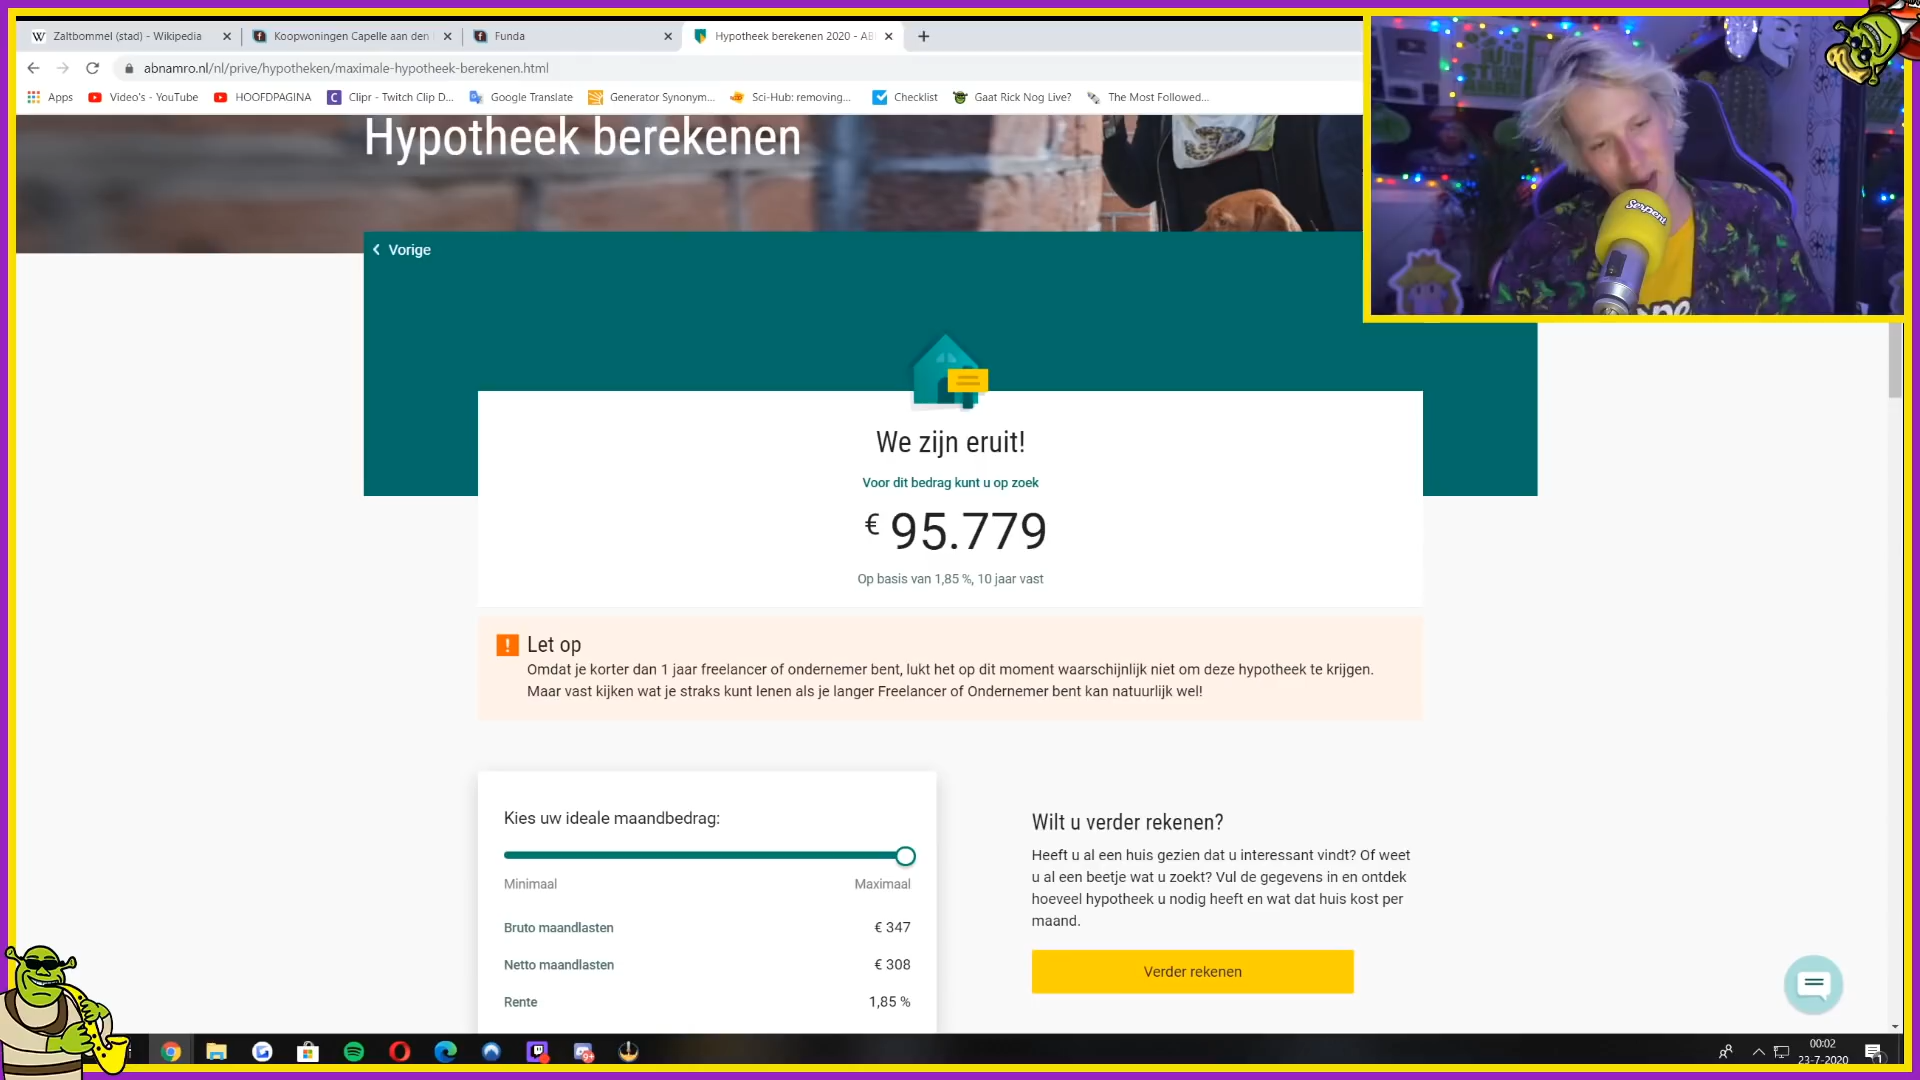 Zaltbommel (stad) - Wikipedia
Koopwoningen Capelle aan den
Funda
Hypotheek berekenen 2020 - AB
abnamro.nl/nl/prive/hypotheken/maximale-hypotheek-berekenen.html
Apps
Video's - YouTube
HOOFDPAGINA
Clipr - Twitch Clip D...
Google Translate
Generator Synonym...
Sci-Hub: removing...
Checklist
Gaat Rick Nog Live?
The Most Followed...
Hypotheek berekenen
Serpent
Vorige
We zijn eruit!
Voor dit bedrag kunt u op zoek
€ 95.779
Op basis van 1,85 %, 10 jaar vast
Let op
Omdat je korter dan 1 jaar freelancer of ondernemer bent, lukt het op dit moment waarschijnlijk niet om deze hypotheek te krijgen.
Maar vast kijken wat je straks kunt lenen als je langer Freelancer of Ondernemer bent kan natuurlijk wel!
Kies uw ideale maandbedrag:
Minimaal Maximaal
Bruto maandlasten € 347
Netto maandlasten € 308
Rente 1,85 %
Wilt u verder rekenen?
Heeft u al een huis gezien dat u interessant vindt? Of weet
u al een beetje wat u zoekt? Vul de gegevens in en ontdek
hoeveel hypotheek u nodig heeft en wat dat huis kost per
maand.
Verder rekenen
00:02
23-7-2020